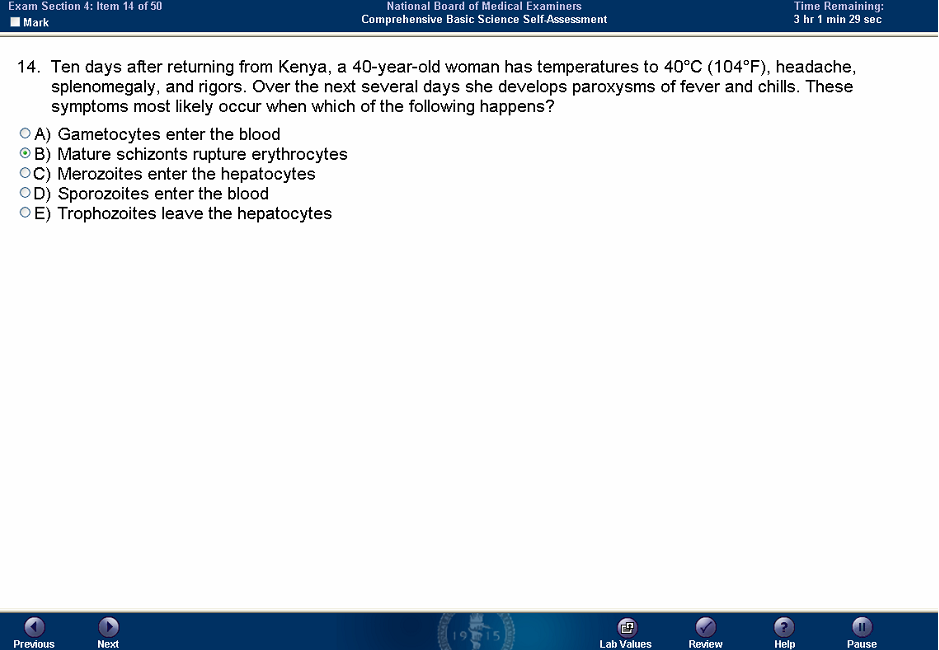 Exam Section 4: Item 14 of 50
National Board of Medical Examiners
Time Remaining:
Mark
Comprehensive Basic Science Self-Assessment
3 hr 1 min 29 sec
14. Ten days after returning from Kenya, a 40-year-old woman has temperatures to 40°C (104°F), headache,
splenomegaly, and rigors. Over the next several days she develops paroxysms of fever and chills. These
symptoms most likely occur when which of the following happens?
A) Gametocytes enter the blood
B) Mature schizonts rupture erythrocytes
C) Merozoites enter the hepatocytes
D) Sporozoites enter the blood
E) Trophozoites leave the hepatocytes
19 15
Previous
Next
Lab Values
Review
Help
Pause